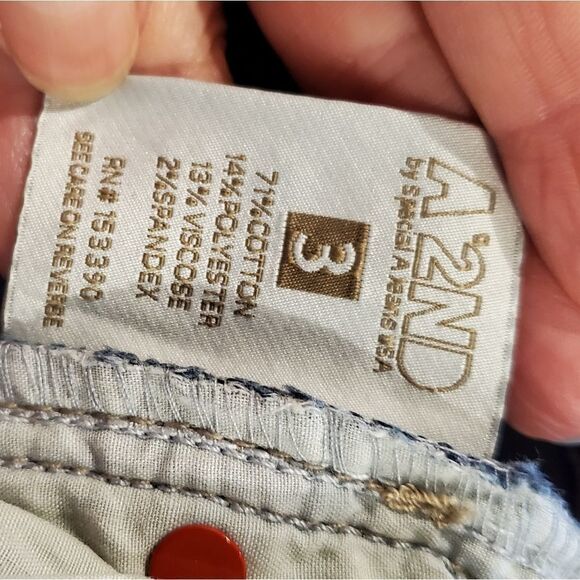 A'2ND
by Special A Jeans USA
3
71%COTTON
14%POLYESTER
13%VISCOSE
2%SPANDEX
RN# 153390
SEE CARE ON REVERSE